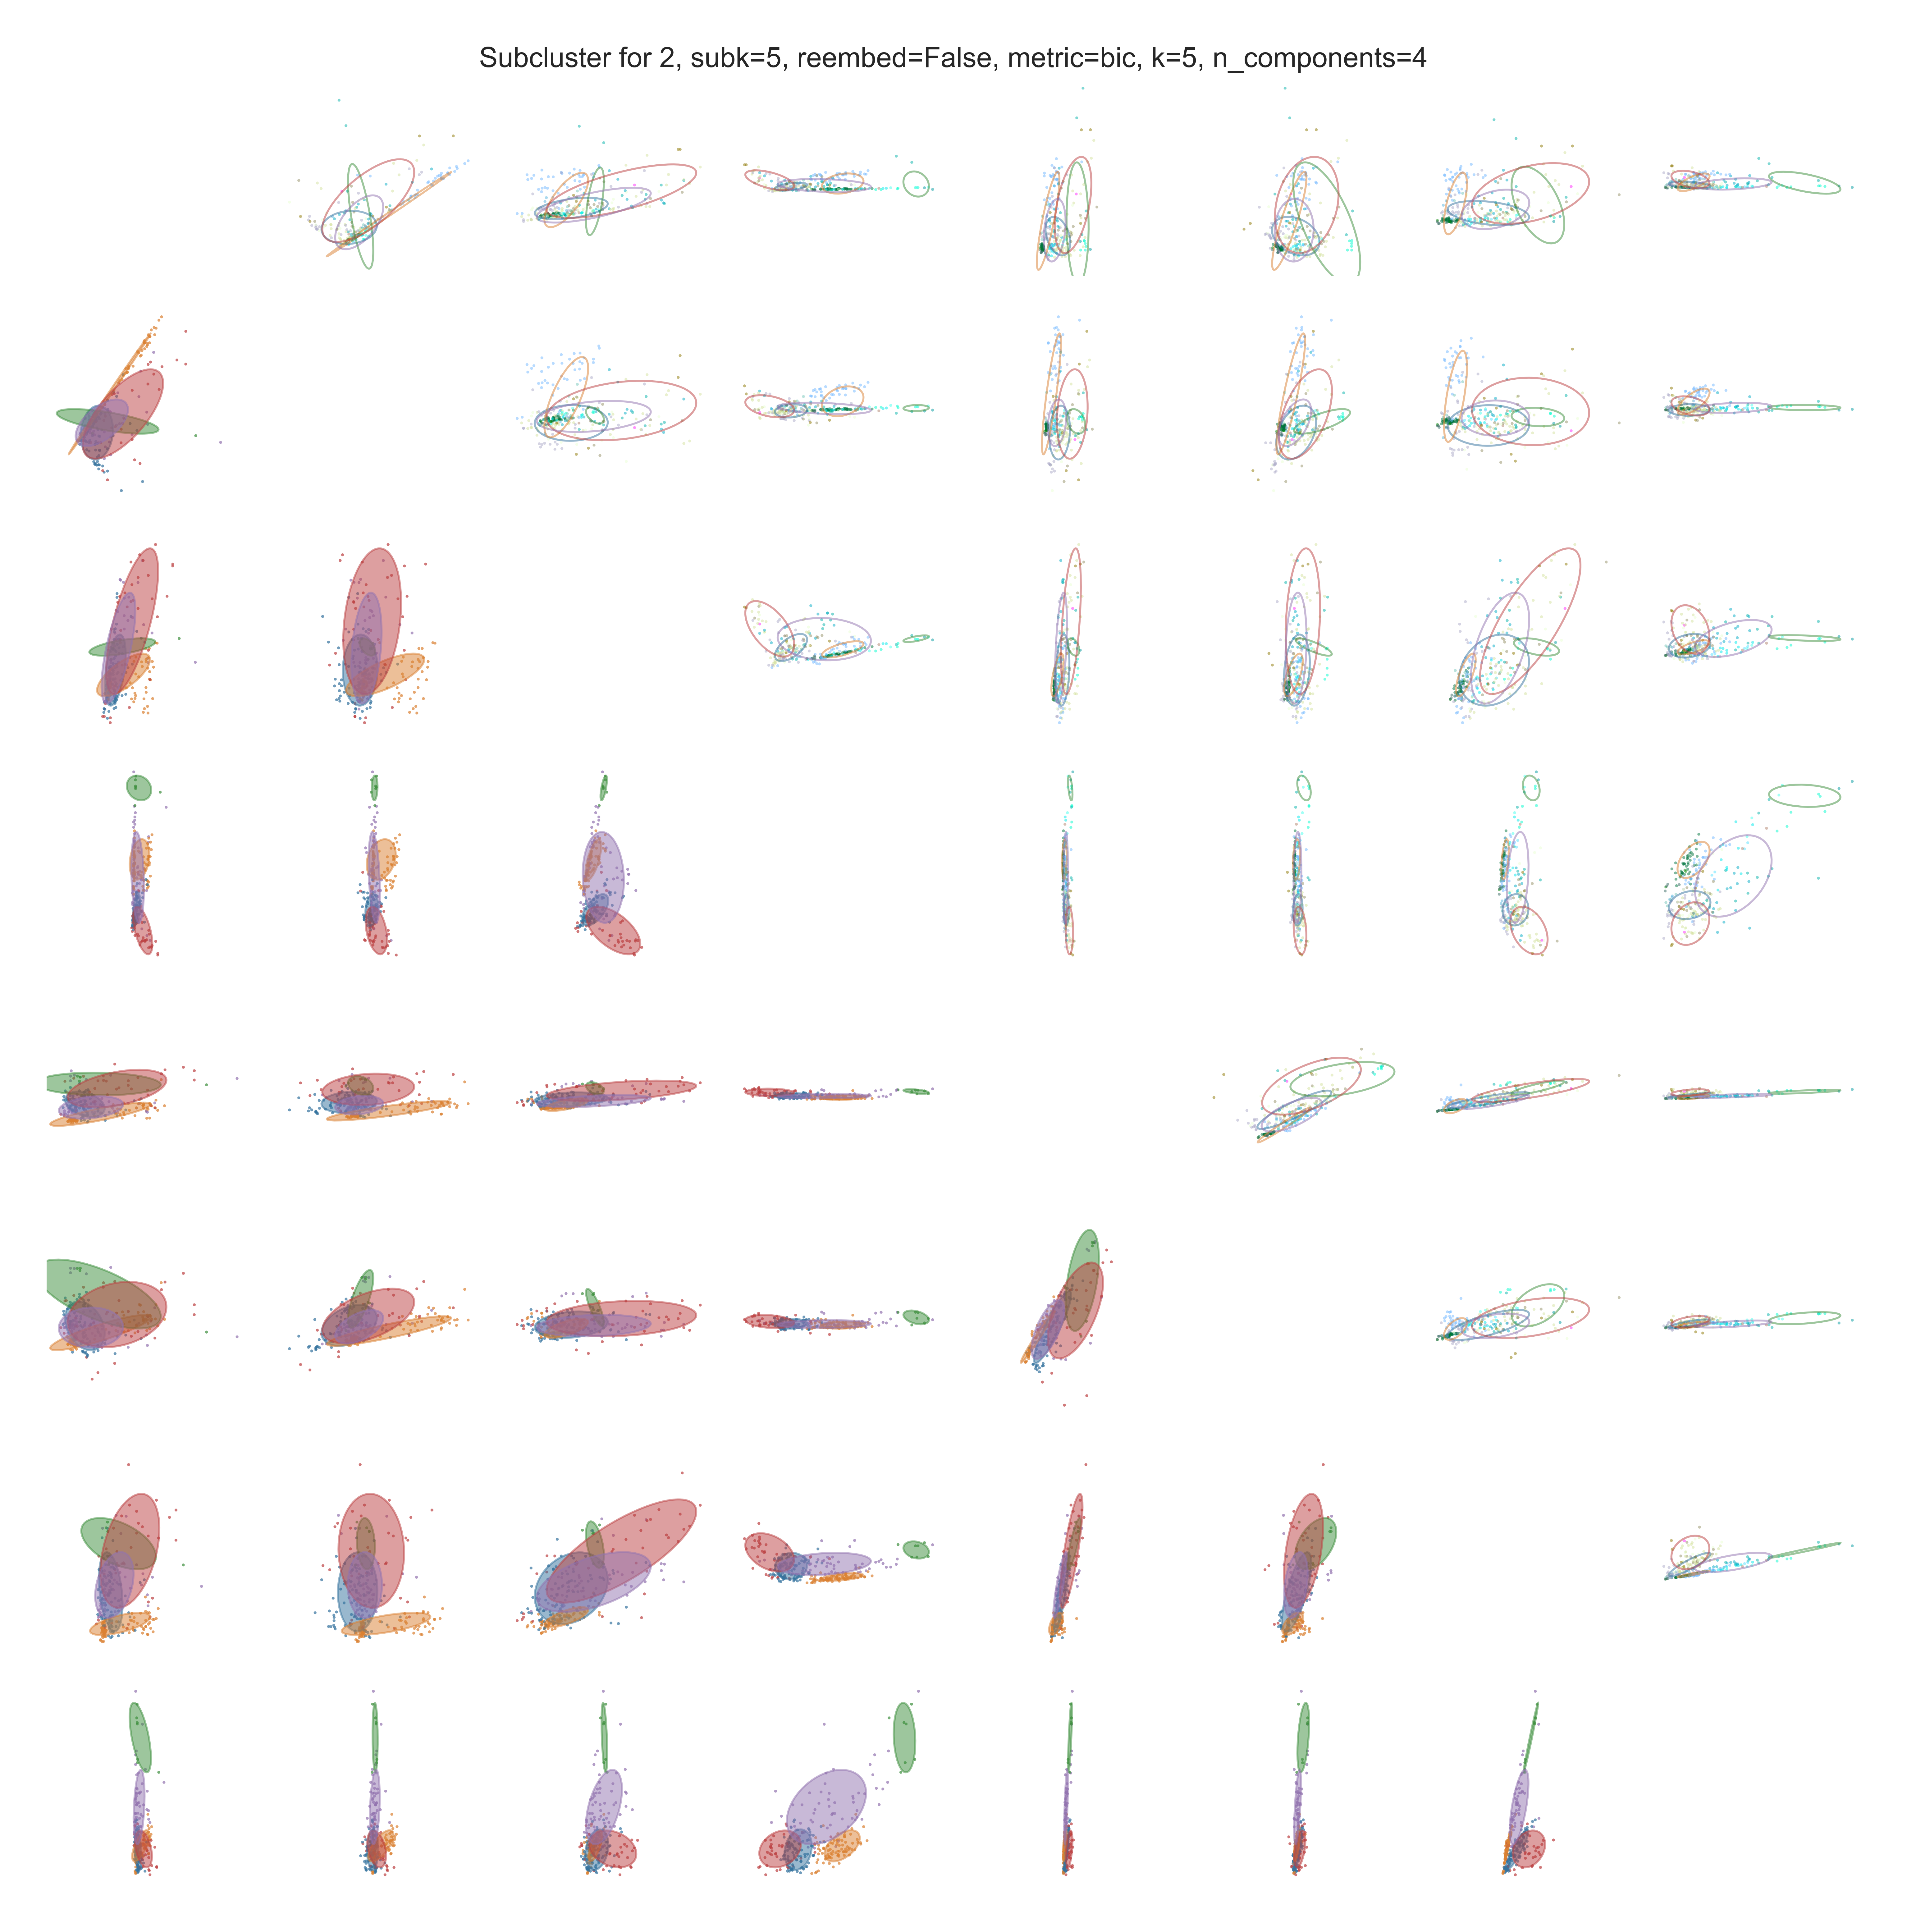 Subcluster for 2, subk=5, reembed=False, metric=bic, k=5, n_components=4